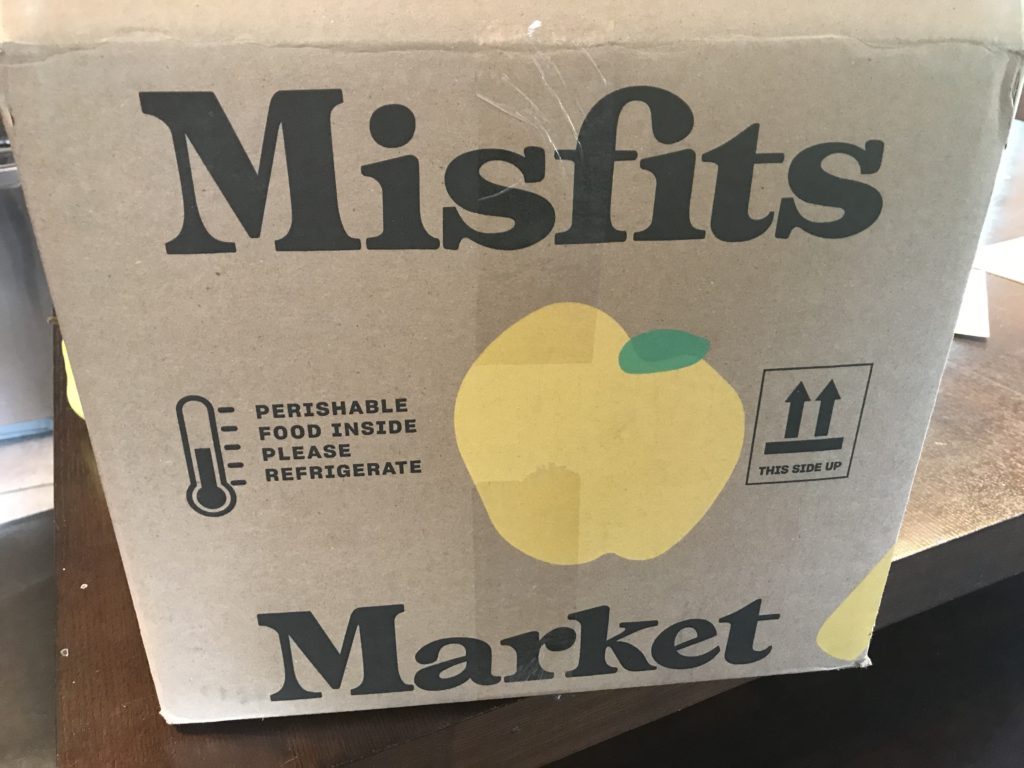 Misfits
PERISHABLE
FOOD INSIDE
PLEASE
REFRIGERATE
THIS SIDE UP
Market